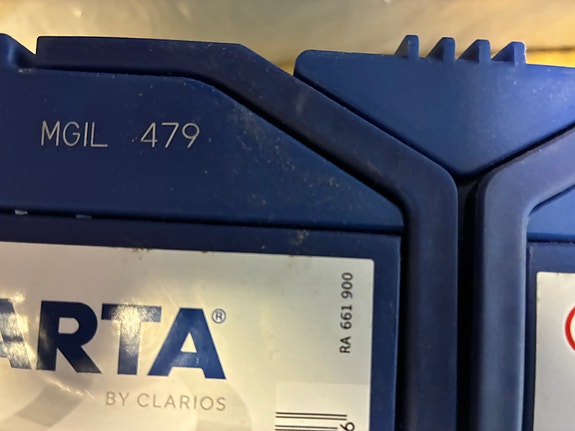 MGIL 479
ARTA®
BY CLARIOS
RA 661 900